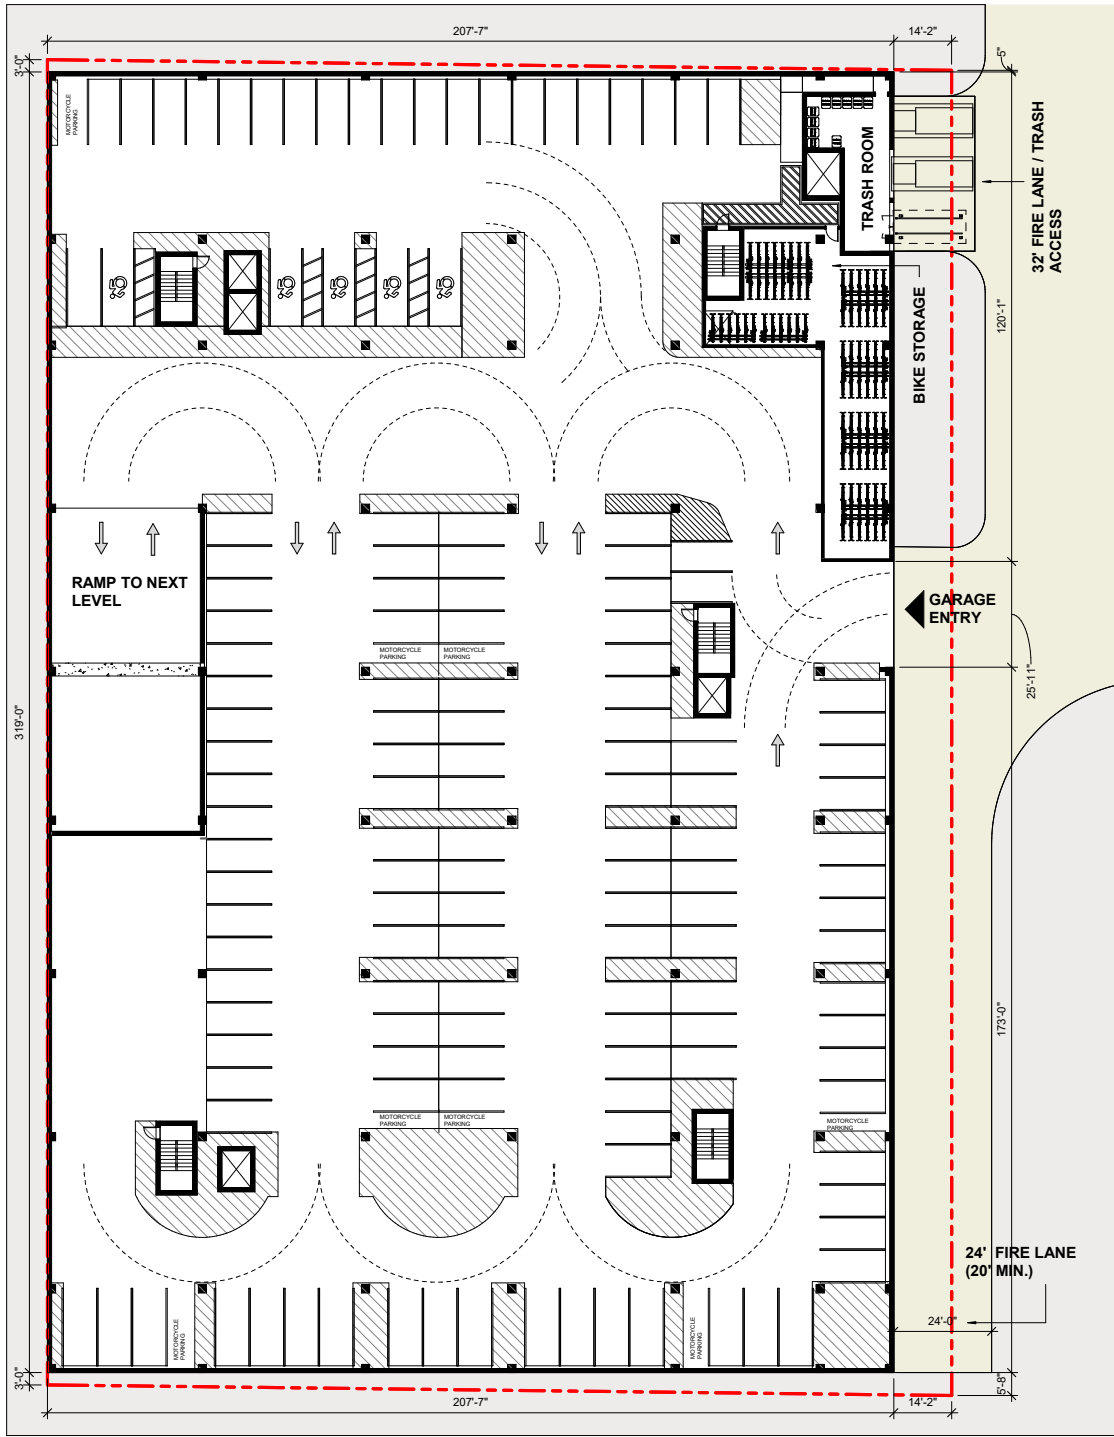 207'-7"
14'-2"
3'-0"
5"
MOTORCYCLE
PARKING
TRASH ROOM
32' FIRE LANE / TRASH
ACCESS
BIKE STORAGE
120'-1"
RAMP TO NEXT
LEVEL
GARAGE
ENTRY
MOTORCYCLE
PARKING
MOTORCYCLE
PARKING
25'-11"
319'-0"
173'-0"
MOTORCYCLE
PARKING
MOTORCYCLE
PARKING
MOTORCYCLE
PARKING
24' FIRE LANE
(20' MIN.)
24'-0"
MOTORCYCLE
PARKING
MOTORCYCLE
PARKING
3'-0"
5'-8"
207'-7"
14'-2"